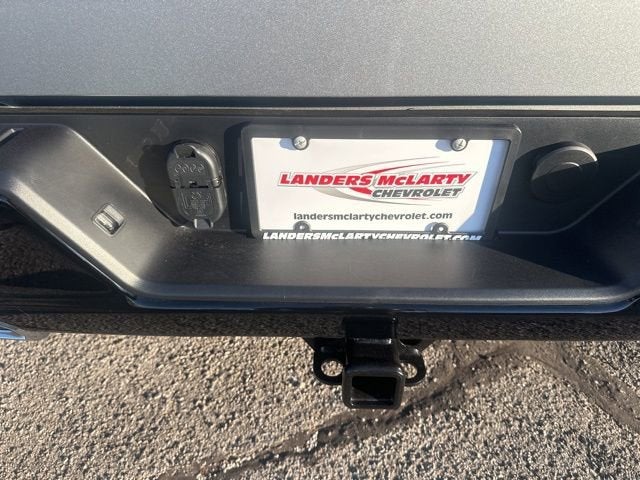 LANDERS McLARTY
CHEVROLET
landersmclartychevrolet.com
LANDERSMCLARTYCHEVROLET.COM